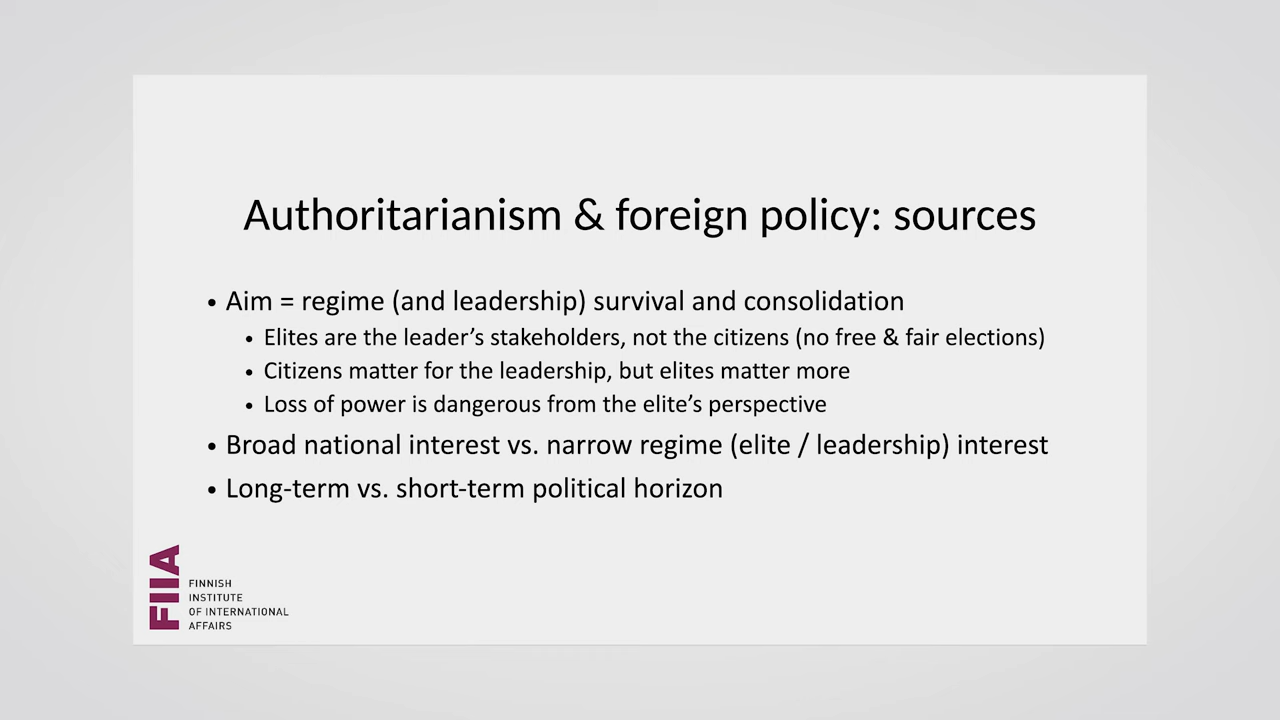 Authoritarianism & foreign policy: sources
• Aim = regime (and leadership) survival and consolidation
• Elites are the leader’s stakeholders, not the citizens (no free & fair elections)
• Citizens matter for the leadership, but elites matter more
• Loss of power is dangerous from the elite’s perspective
• Broad national interest vs. narrow regime (elite / leadership) interest
• Long-term vs. short-term political horizon
FIIA
FINNISH
INSTITUTE
OF INTERNATIONAL
AFFAIRS